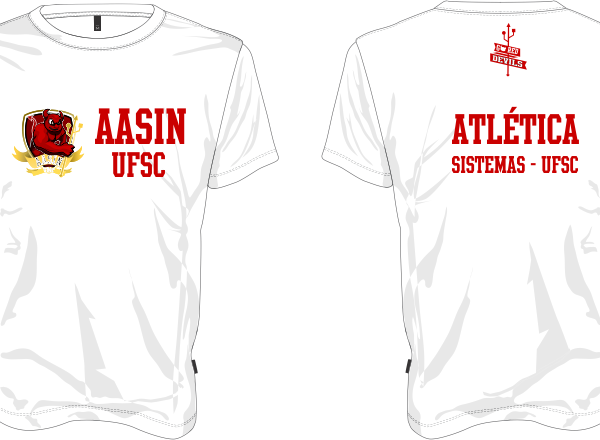 AASIN
UFSC
DEVILS
ATLÉTICA
SISTEMAS - UFSC